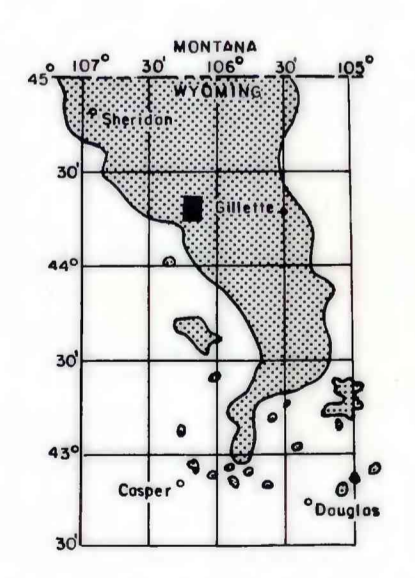 MONTANA
107° 30' 106° 30' 105°
45°
WYOMING
Sheridan
30'
Gillette
44°
30'
43°
Casper
Douglas
30'